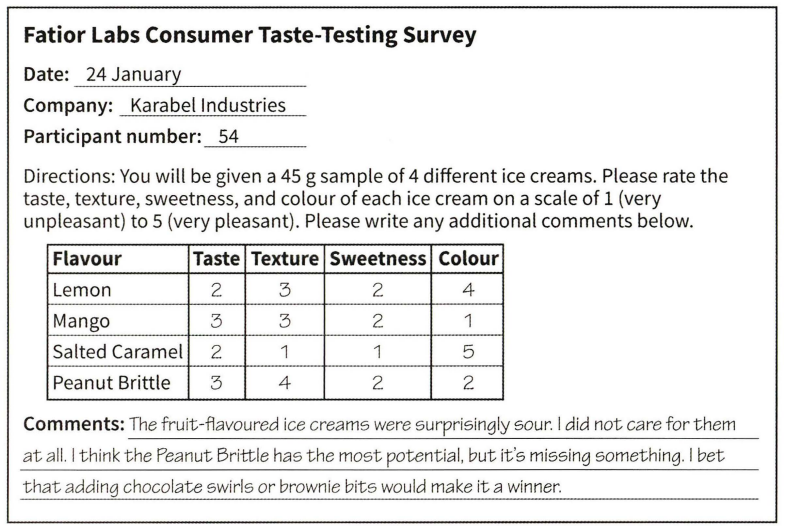 Fatior Labs Consumer Taste-Testing Survey
Date: 24 January
Company: Karabel Industries
Participant number: 54
Directions: You will be given a 45 g sample of 4 different ice creams. Please rate the
taste, texture, sweetness, and colour of each ice cream on a scale of 1 (very
unpleasant) to 5 (very pleasant). Please write any additional comments below.
Flavour Taste Texture Sweetness Colour
Lemon 2 3 2 4
Mango 3 3 2 1
Salted Caramel 2 1 1 5
Peanut Brittle 3 4 2 2
Comments: The fruit-flavoured ice creams were surprisingly sour. I did not care for them
at all. I think the Peanut Brittle has the most potential, but it's missing something. I bet
that adding chocolate swirls or brownie bits would make it a winner.